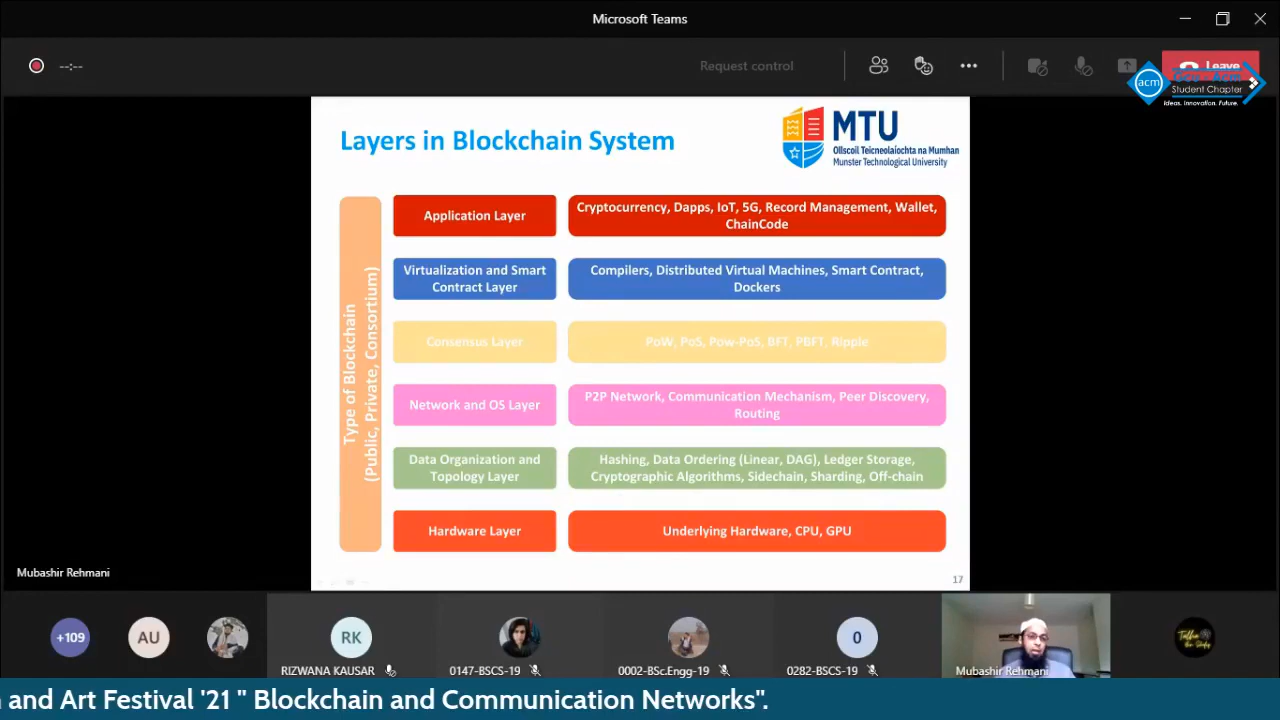 Microsoft Teams
--:--
Request control
Leave
acm
Student Chapter
Ideas. Innovation. Future.
Layers in Blockchain System
MTU
Ollscoil Teicneolaíochta na Mumhan
Munster Technological University
Type of Blockchain
(Public, Private, Consortium)
Application Layer
Cryptocurrency, Dapps, IoT, 5G, Record Management, Wallet,
ChainCode
Virtualization and Smart
Contract Layer
Compilers, Distributed Virtual Machines, Smart Contract,
Dockers
Consensus Layer
PoW, PoS, Pow-PoS, BFT, PBFT, Ripple
Network and OS Layer
P2P Network, Communication Mechanism, Peer Discovery,
Routing
Data Organization and
Topology Layer
Hashing, Data Ordering (Linear, DAG), Ledger Storage,
Cryptographic Algorithms, Sidechain, Sharding, Off-chain
Hardware Layer
Underlying Hardware, CPU, GPU
17
Mubashir Rehmani
+109
AU
RK
0
RIZWANA KAUSAR
0147-BSCS-19
0002-BSc.Engg-19
0282-BSCS-19
Mubashir Rehmani
and Art Festival '21 " Blockchain and Communication Networks".